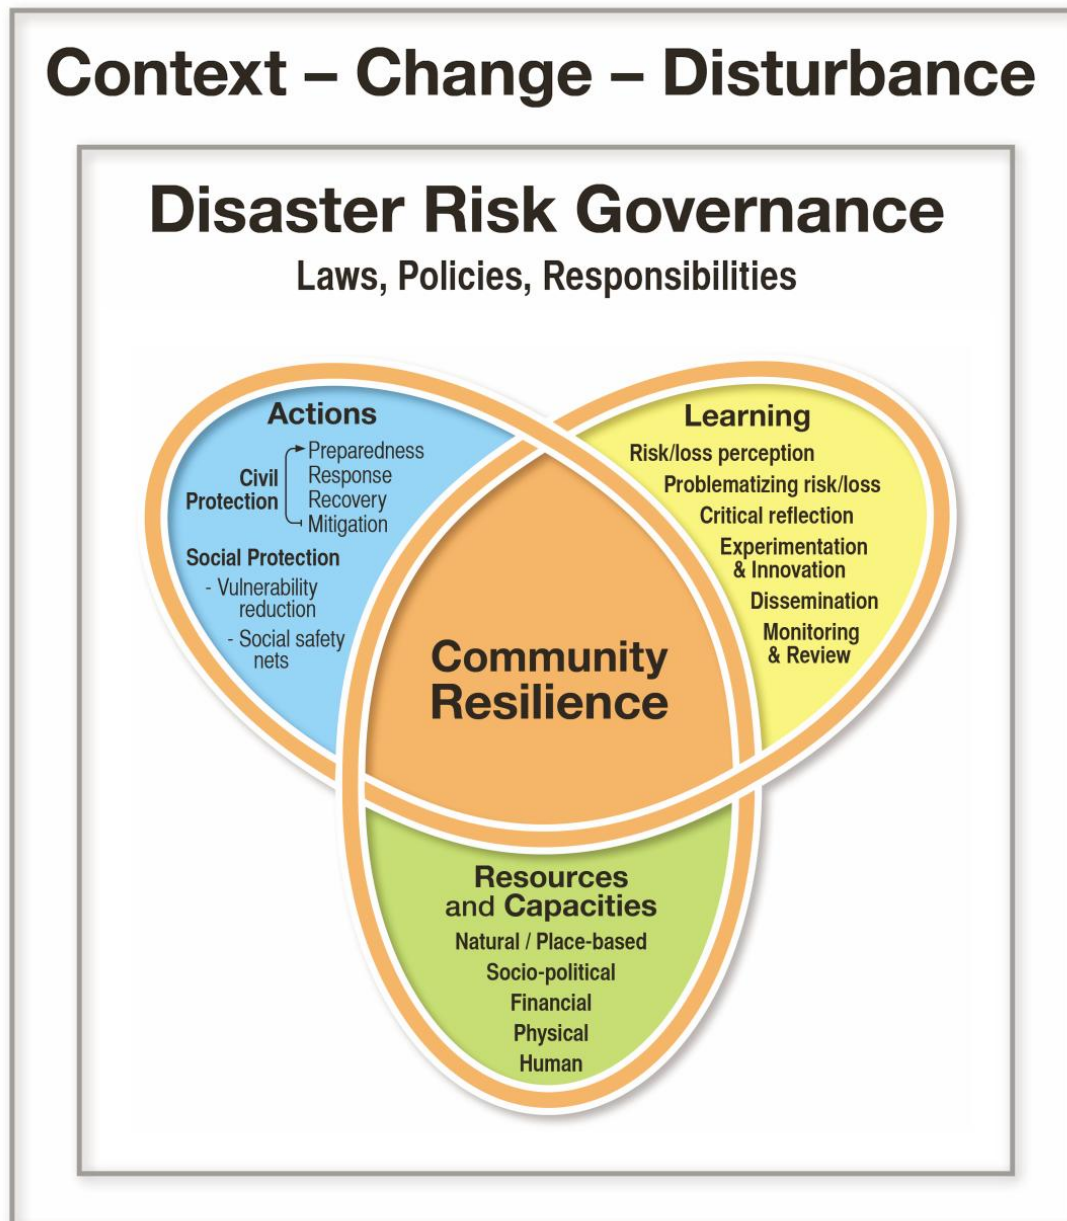 Context – Change – Disturbance
Disaster Risk Governance
Laws, Policies, Responsibilities
Actions
Civil
Protection
Preparedness
Response
Recovery
Mitigation
Social Protection
- Vulnerability
reduction
- Social safety
nets
Learning
Risk/loss perception
Problematizing risk/loss
Critical reflection
Experimentation
& Innovation
Dissemination
Monitoring
& Review
Community
Resilience
Resources
and Capacities
Natural / Place-based
Socio-political
Financial
Physical
Human